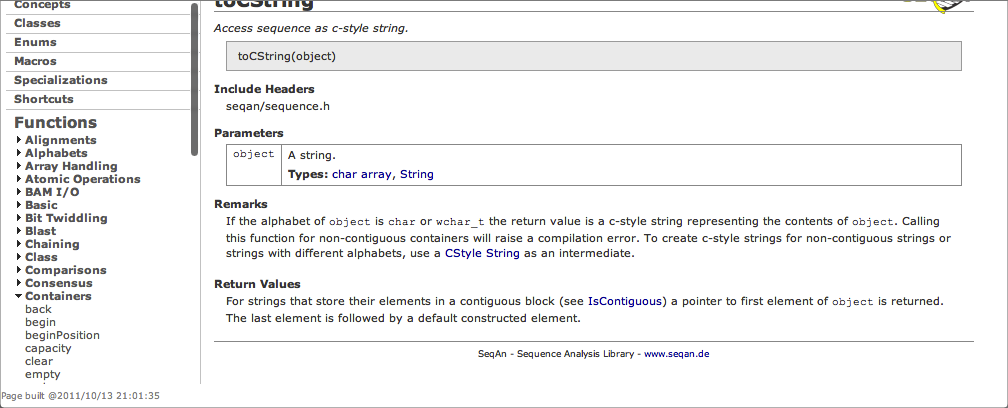 Concepts
Classes
Enums
Macros
Specializations
Shortcuts
Functions
Alignments
Alphabets
Array Handling
Atomic Operations
BAM I/O
Basic
Bit Twiddling
Blast
Chaining
Class
Comparisons
Consensus
Containers
back
begin
beginPosition
capacity
clear
empty
Page built @2011/10/13 21:01:35
toCString
Access sequence as c-style string.
toCString(object)
Include Headers
seqan/sequence.h
Parameters
object A string.
Types: char array, String
Remarks
If the alphabet of object is char or wchar_t the return value is a c-style string representing the contents of object. Calling
this function for non-contiguous containers will raise a compilation error. To create c-style strings for non-contiguous strings or
strings with different alphabets, use a CStyle String as an intermediate.
Return Values
For strings that store their elements in a contiguous block (see IsContiguous) a pointer to first element of object is returned.
The last element is followed by a default constructed element.
SeqAn - Sequence Analysis Library - www.seqan.de